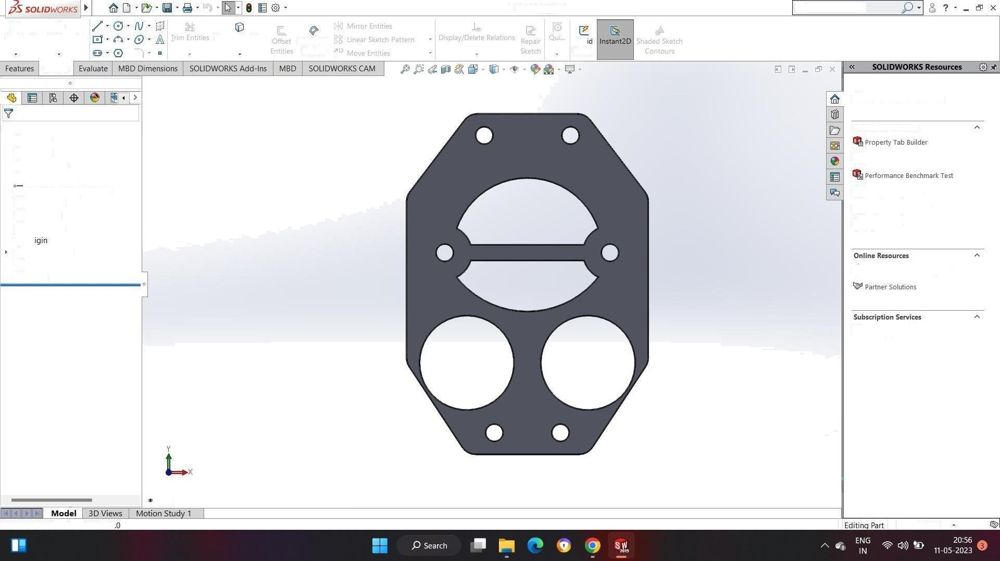 SOLIDWORKS
Trim Entities
Offset Entities
Mirror Entities
Linear Sketch Pattern
Move Entities
Display/Delete Relations
Repair Sketch
Qui...
id
Instant2D
Shaded Sketch Contours
Features
Evaluate
MBD Dimensions
SOLIDWORKS Add-Ins
MBD
SOLIDWORKS CAM
SOLIDWORKS Resources
Property Tab Builder
Performance Benchmark Test
igin
Online Resources
Partner Solutions
Subscription Services
Y
X
*
Model
3D Views
Motion Study 1
.0
Editing Part
Search
SW
2019
ENG
IN
20:56
11-05-2023
3